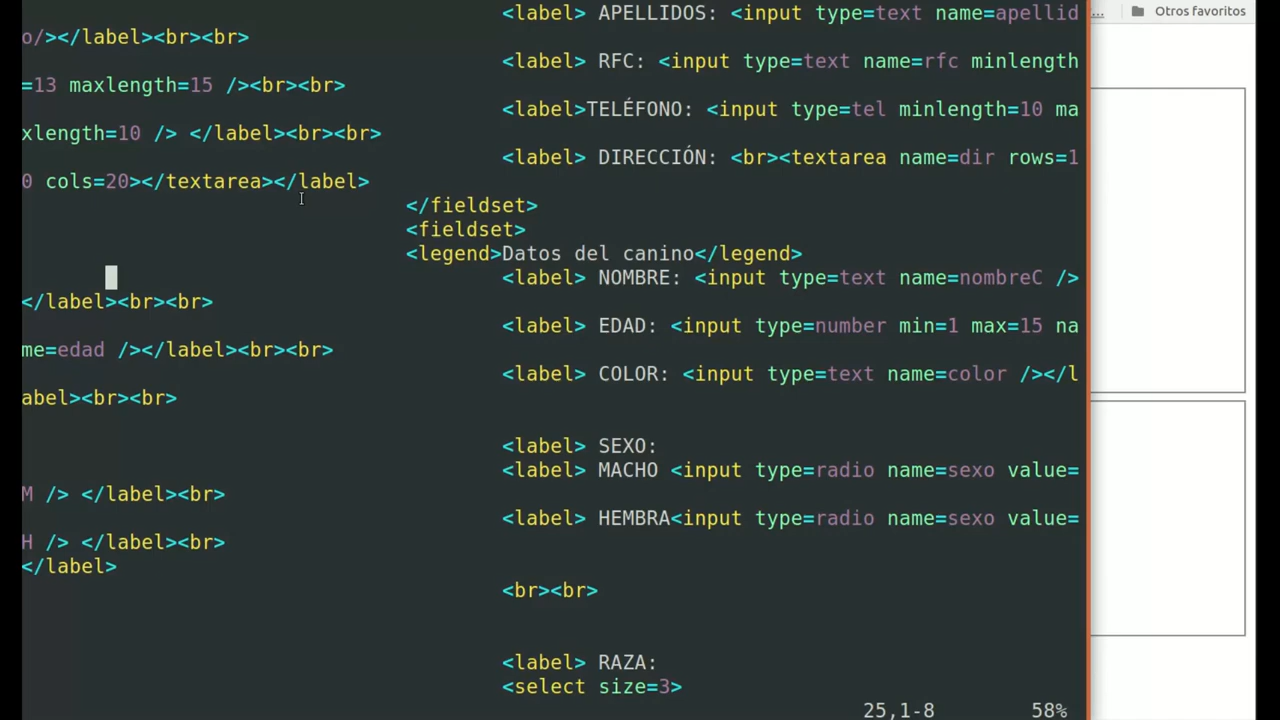 <label> APELLIDOS: <input type=text name=apellid
o/></label><br><br>
<label> RFC: <input type=text name=rfc minlength
=13 maxlength=15 /><br><br>
<label>TELÉFONO: <input type=tel minlength=10 ma
xlength=10 /> </label><br><br>
<label> DIRECCIÓN: <br><textarea name=dir rows=1
0 cols=20></textarea></label>
</fieldset>
<fieldset>
<legend>Datos del canino</legend>
<label> NOMBRE: <input type=text name=nombreC />
</label><br><br>
<label> EDAD: <input type=number min=1 max=15 na
me=edad /></label><br><br>
<label> COLOR: <input type=text name=color /></l
abel><br><br>
<label> SEXO:
<label> MACHO <input type=radio name=sexo value=
M /> </label><br>
<label> HEMBRA<input type=radio name=sexo value=
H /> </label><br>
</label>
<br><br>
<label> RAZA:
<select size=3>
25,1-8 58%
... Otros favoritos